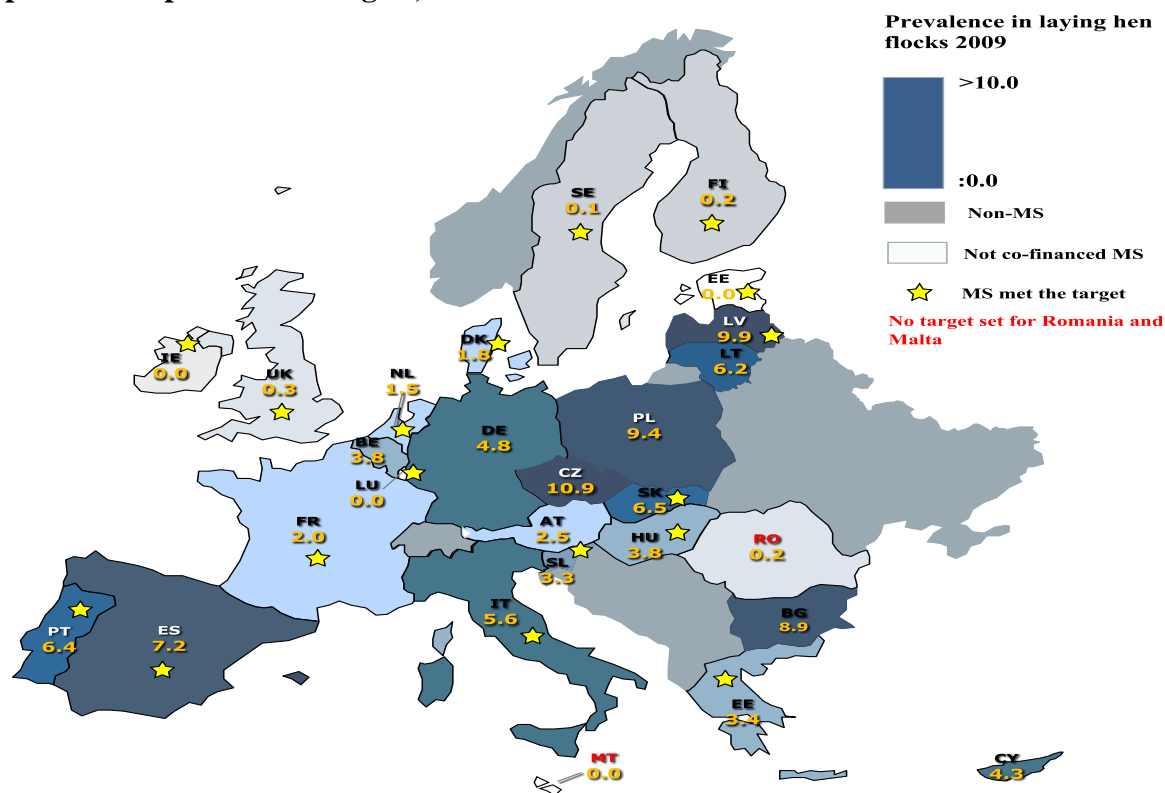 Prevalence in laying hen
flocks 2009
>10.0
:0.0
Non-MS
Not co-financed MS
MS met the target
No target set for Romania and
Malta
SE
0.1
FI
0.2
EE
0.0
LV
9.9
LT
6.2
DK
1.8
IE
0.0
UK
0.3
NL
1.5
BE
3.8
LU
0.0
DE
4.8
PL
9.4
CZ
10.9
SK
6.5
FR
2.0
AT
2.5
HU
3.8
SL
3.3
RO
0.2
IT
5.6
PT
6.4
ES
7.2
BG
8.9
EE
3.4
MT
0.0
CY
4.3